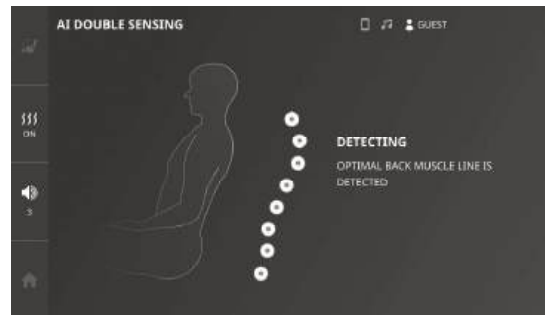 AI DOUBLE SENSING
GUEST
ON
DETECTING
OPTIMAL BACK MUSCLE LINE IS
DETECTED
3